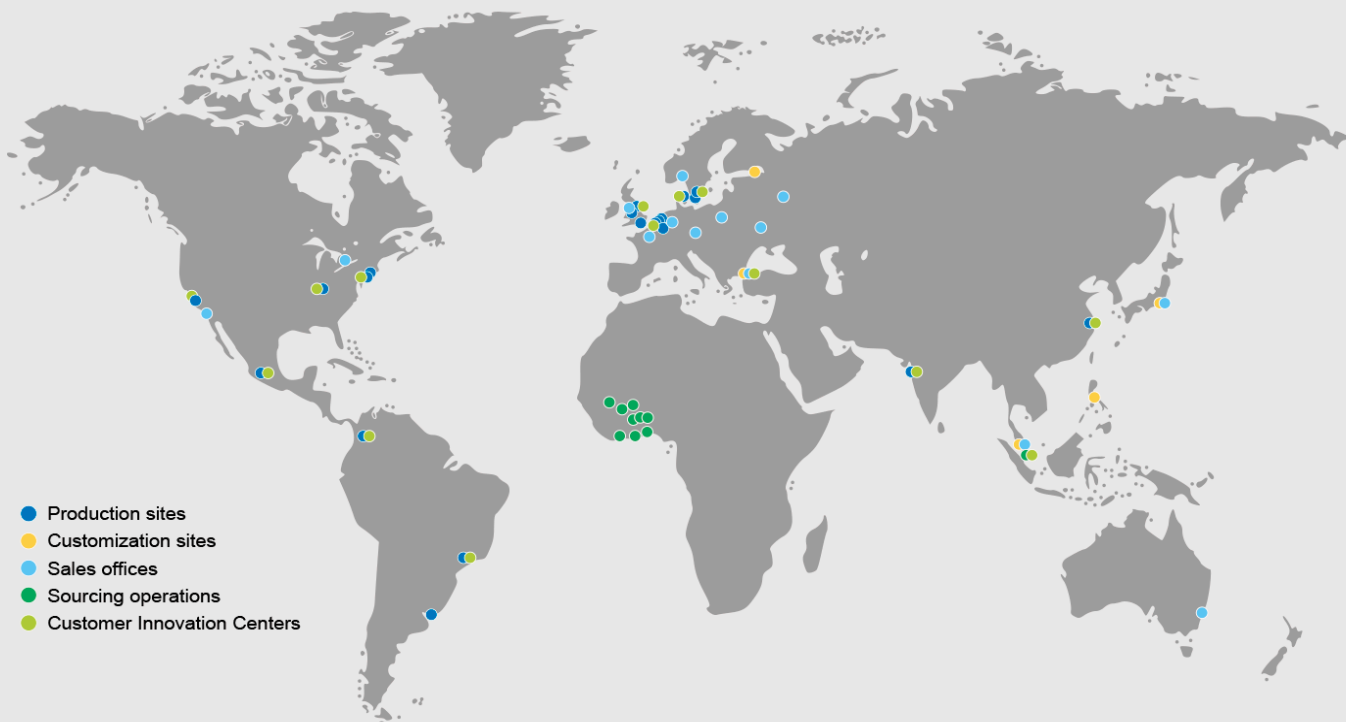 Production sites
Customization sites
Sales offices
Sourcing operations
Customer Innovation Centers